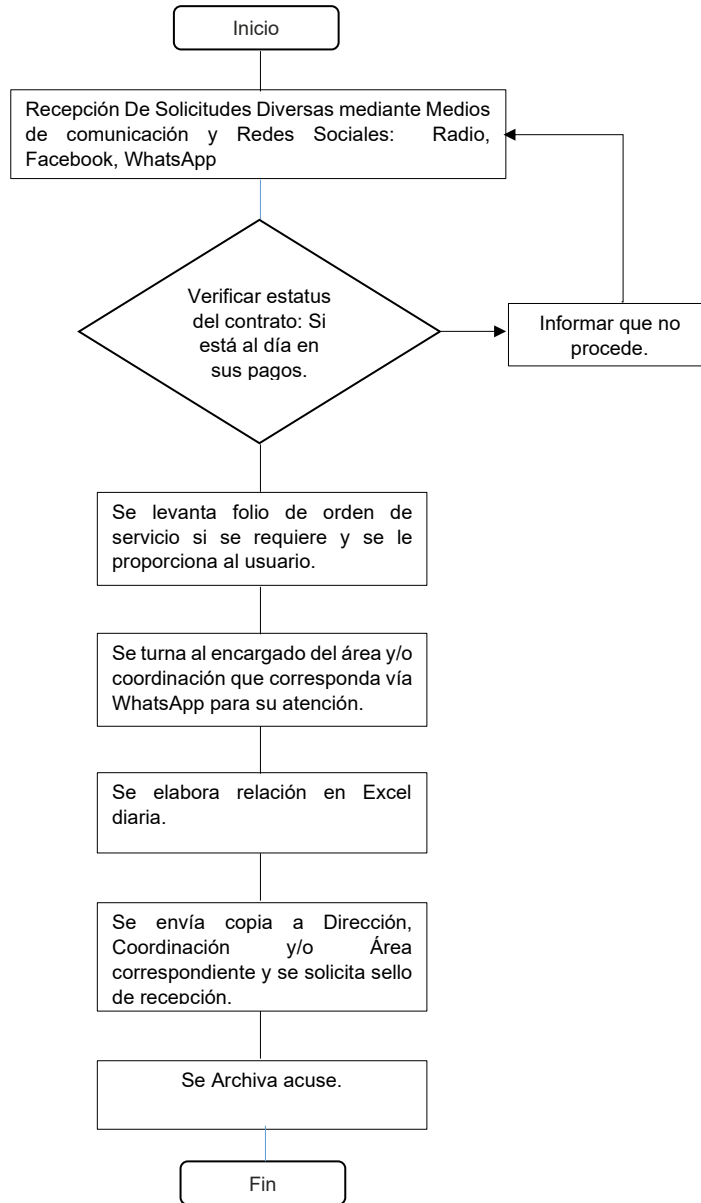 Inicio
Recepción De Solicitudes Diversas mediante Medios
de comunicación y Redes Sociales: Radio,
Facebook, WhatsApp
Verificar estatus
del contrato: Si
está al día en
sus pagos.
Informar que no
procede.
Se levanta folio de orden de
servicio si se requiere y se le
proporciona al usuario.
Se turna al encargado del área y/o
coordinación que corresponda vía
WhatsApp para su atención.
Se elabora relación en Excel
diaria.
Se envía copia a Dirección,
Coordinación y/o Área
correspondiente y se solicita sello
de recepción.
Se Archiva acuse.
Fin